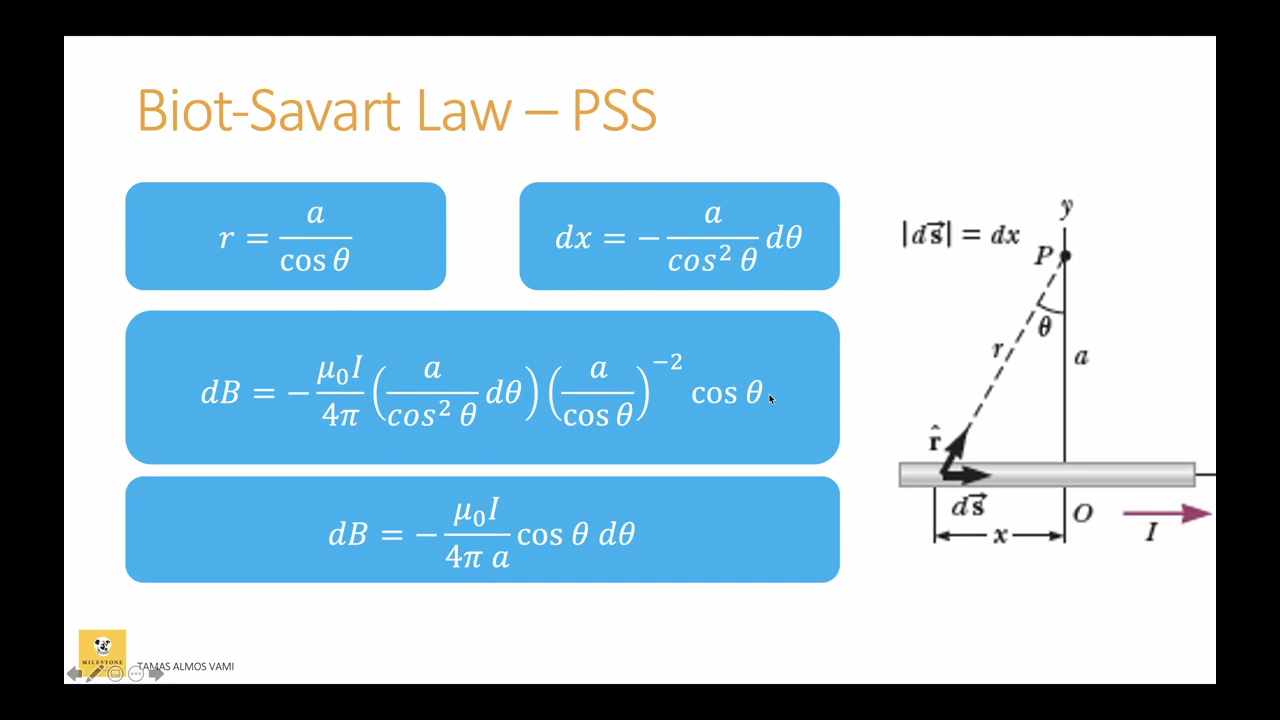 Biot-Savart Law – PSS
r = a / cos θ
dx = − a / cos² θ dθ
dB = − μ₀I / 4π ( a / cos² θ dθ ) ( a / cos θ )⁻² cos θ
dB = − μ₀I / 4π a cos θ dθ
|ds⃗| = dx
y
P
θ
r
a
r̂
ds⃗
O
I
x
MILESTONE
TAMAS ALMOS VAMI